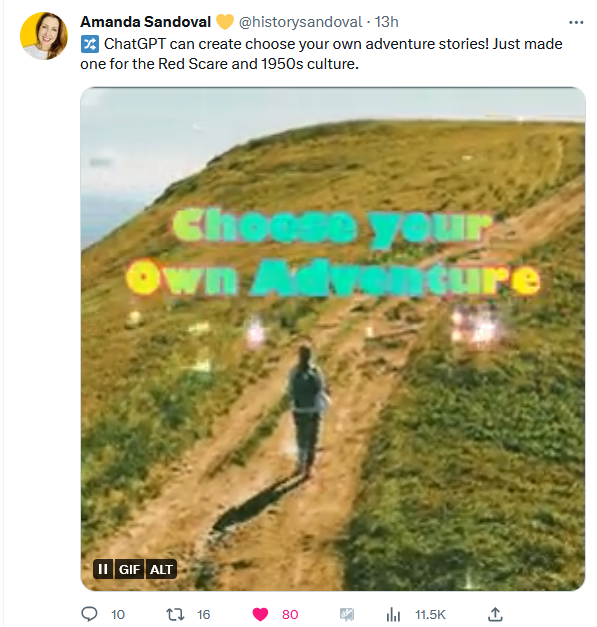 Amanda Sandoval 💛 @historysandoval · 13h
🔀 ChatGPT can create choose your own adventure stories! Just made
one for the Red Scare and 1950s culture.
Choose your
Own Adventure
GIF ALT
10 16 80 11.5K